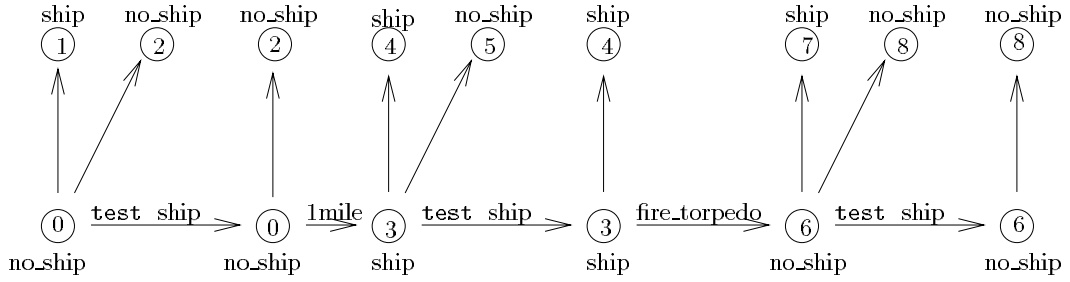 ship no_ship no_ship ship no_ship ship ship no_ship no_ship
1 2 2 4 5 4 7 8 8
0 test ship 0 1mile 3 test ship 3 fire_torpedo 6 test ship 6
no_ship no_ship ship ship no_ship no_ship